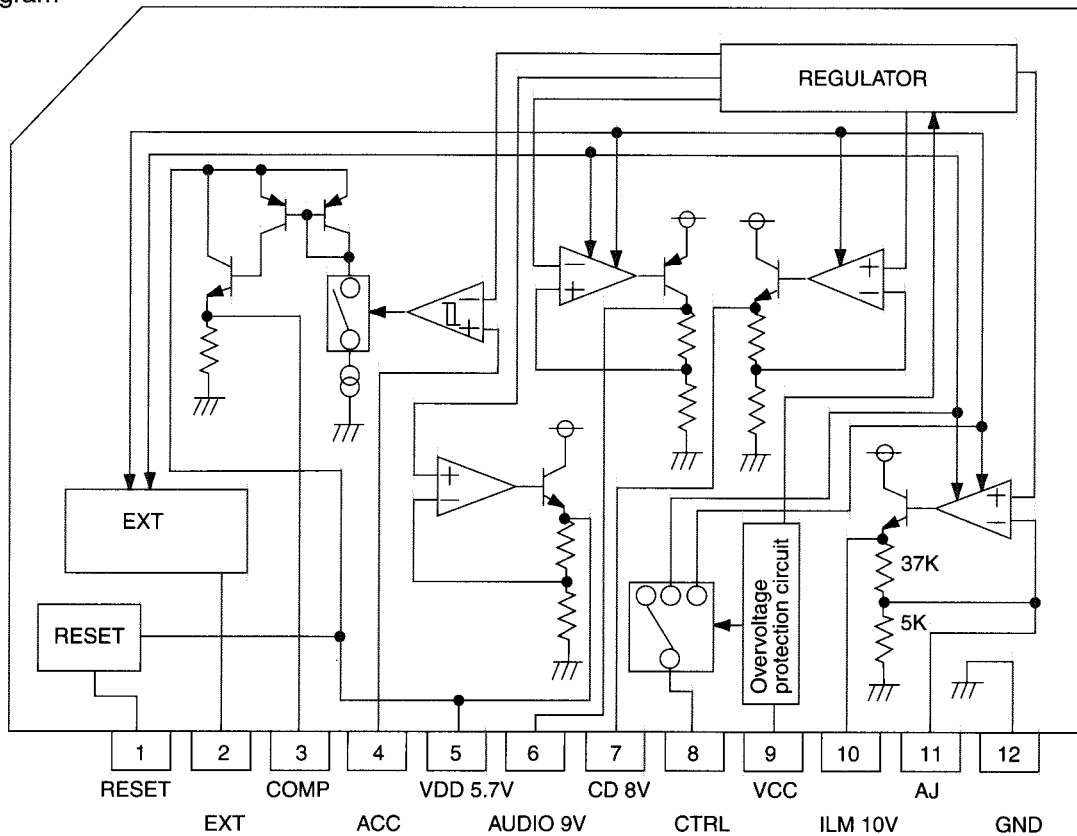 gram
REGULATOR
EXT
RESET
Overvoltage
protection circuit
37K
5K
1 2 3 4 5 6 7 8 9 10 11 12
RESET COMP VDD 5.7V CD 8V VCC AJ
EXT ACC AUDIO 9V CTRL ILM 10V GND